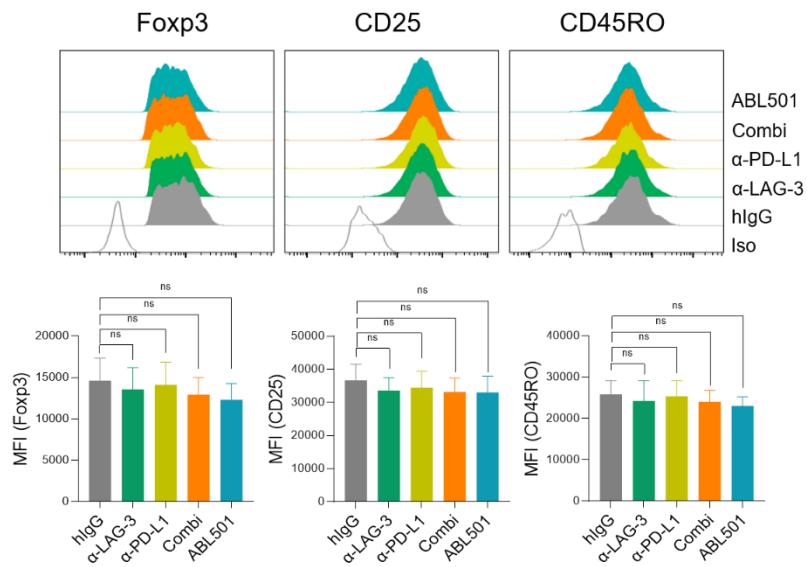 Foxp3 CD25 CD45RO
ABL501
Combi
α-PD-L1
α-LAG-3
hIgG
Iso
ns
ns
ns
ns
20000
15000
10000
5000
0
MFI (Foxp3)
hIgG
α-LAG-3
α-PD-L1
Combi
ABL501
ns
ns
ns
ns
50000
40000
30000
20000
10000
0
MFI (CD25)
hIgG
α-LAG-3
α-PD-L1
Combi
ABL501
ns
ns
ns
ns
40000
30000
20000
10000
0
MFI (CD45RO)
hIgG
α-LAG-3
α-PD-L1
Combi
ABL501